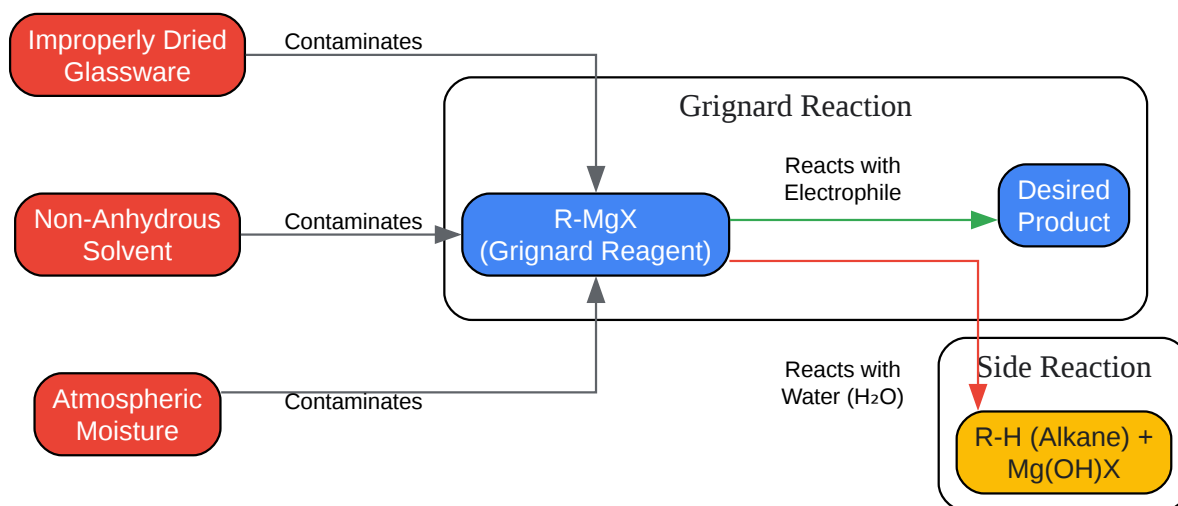 Improperly Dried
Glassware
Contaminates
Grignard Reaction
Non-Anhydrous
Solvent
Contaminates
R-MgX
(Grignard Reagent)
Reacts with
Electrophile
Desired
Product
Atmospheric
Moisture
Contaminates
Reacts with
Water (H₂O)
Side Reaction
R-H (Alkane) +
Mg(OH)X